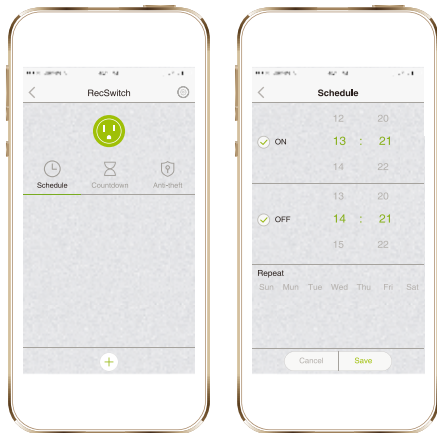 RecSwitch
Schedule
Countdown
Anti-theft
Schedule
12 20
ON 13 : 21
14 22
13 20
OFF 14 : 21
15 22
Repeat
Sun Mon Tue Wed Thu Fri Sat
Cancel Save